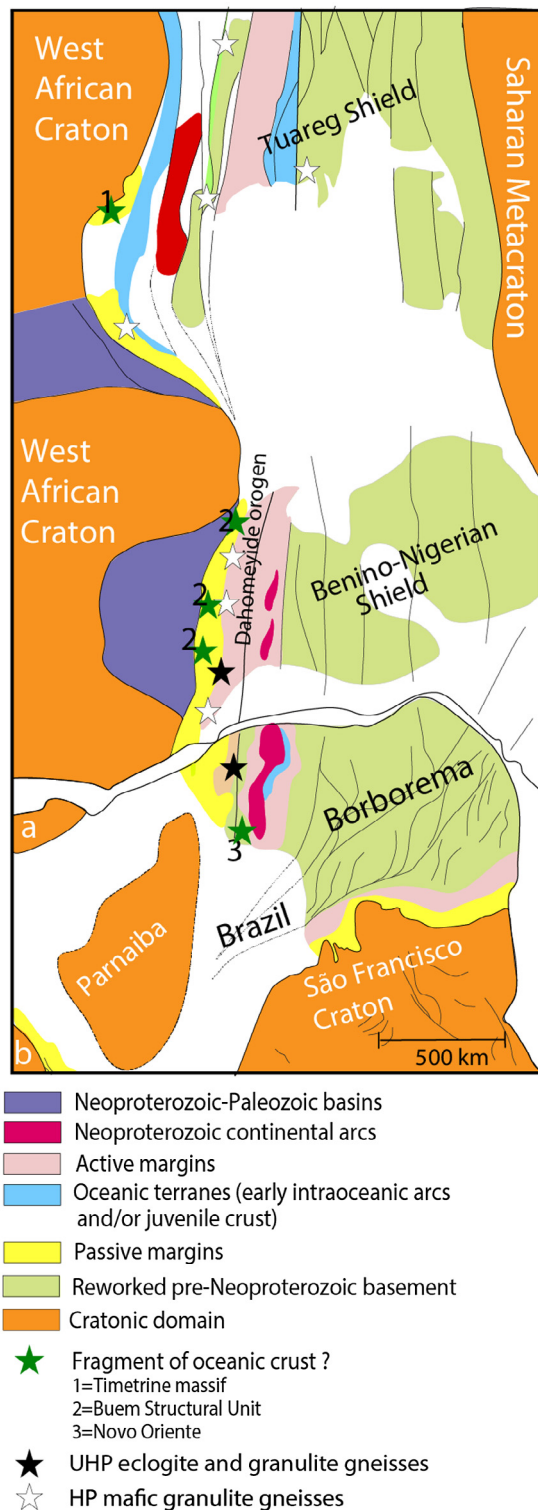 West
African
Craton
Tuareg Shield
Saharan Metacraton
1
West
African
Craton
2
Dahomeyide orogen
2
Benino-Nigerian
Shield
2
a
Borborema
3
Brazil
Parnaiba
São Francisco
Craton
500 km
b
Neoproterozoic-Paleozoic basins
Neoproterozoic continental arcs
Active margins
Oceanic terranes (early intraoceanic arcs
and/or juvenile crust)
Passive margins
Reworked pre-Neoproterozoic basement
Cratonic domain
Fragment of oceanic crust ?
1=Timetrine massif
2=Buem Structural Unit
3=Novo Oriente
UHP eclogite and granulite gneisses
HP mafic granulite gneisses